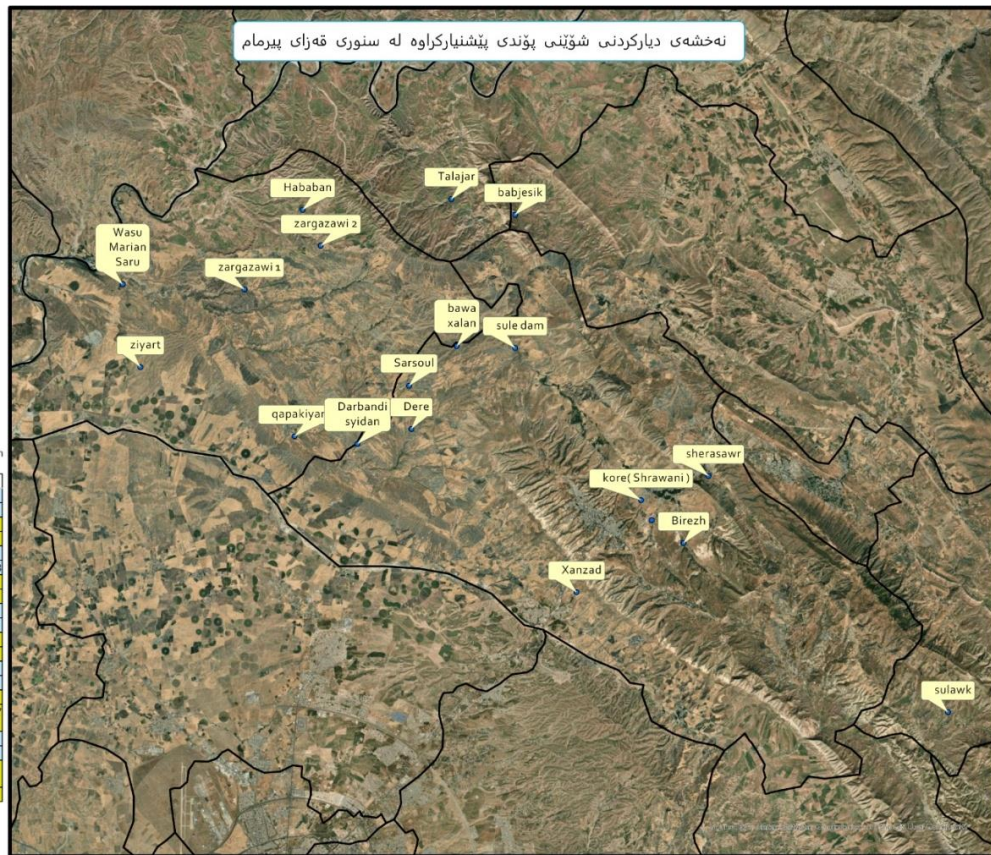 نەخشەی دیارکردنی شۆێنی پۆندی پێشنیارکراوە لە سنوری قەزای پیرمام
Talajar
babjesik
Hababan
zargazawi 2
Wasu
Marian
Saru
zargazawi 1
bawa
xalan
sule dam
ziyart
Sarsoul
qapakiyan
Darbandi
syidan
Dere
sherasawr
kore( Shrawani )
Birezh
Xanzad
sulawk